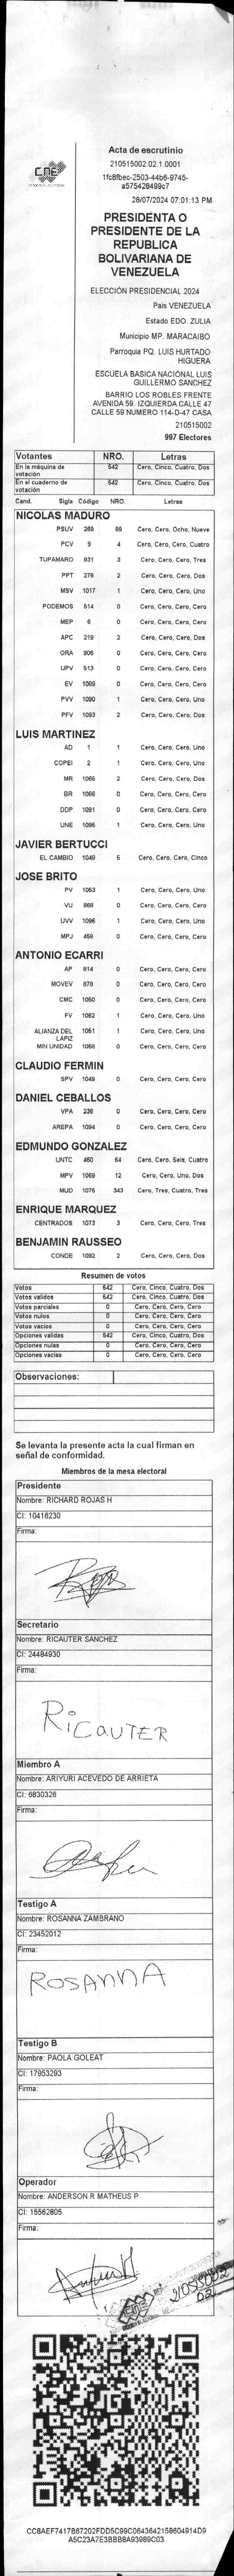 CNE
Acta de escrutinio
210515002.02.1.0001
1fc8fbec-2503-44b6-9745-
a575428499c7
28/07/2024 07:01:13 PM
PRESIDENTA O
PRESIDENTE DE LA
REPUBLICA
BOLIVARIANA DE
VENEZUELA
ELECCIÓN PRESIDENCIAL 2024
Pais VENEZUELA
Estado EDO. ZULIA
Municipio MP. MARACAIBO
Parroquia PQ. LUIS HURTADO
HIGUERA
ESCUELA BASICA NACIONAL LUIS
GUILLERMO SANCHEZ
BARRIO LOS ROBLES FRENTE
AVENIDA 59. IZQUIERDA CALLE 47
CALLE 59 NUMERO 114-D-47 CASA
210515002
997 Electores
Votantes NRO. Letras
En la máquina de votación 542 Cero, Cinco, Cuatro, Dos
En el cuaderno de votación 542 Cero, Cinco, Cuatro, Dos
Cand. Sigla Código NRO. Letras
NICOLAS MADURO
PSUV 269 89 Cero, Cero, Ocho, Nueve
PCV 9 4 Cero, Cero, Cero, Cuatro
TUPAMARO 931 3 Cero, Cero, Cero, Tres
PPT 276 2 Cero, Cero, Cero, Dos
MSV 1017 1 Cero, Cero, Cero, Uno
PODEMOS 514 0 Cero, Cero, Cero, Cero
MEP 6 0 Cero, Cero, Cero, Cero
APC 219 2 Cero, Cero, Cero, Dos
ORA 906 0 Cero, Cero, Cero, Cero
UPV 513 0 Cero, Cero, Cero, Cero
EV 1089 0 Cero, Cero, Cero, Cero
PVV 1090 1 Cero, Cero, Cero, Uno
PFV 1093 2 Cero, Cero, Cero, Dos
LUIS MARTINEZ
AD 1 1 Cero, Cero, Cero, Uno
COPEI 2 1 Cero, Cero, Cero, Uno
MR 1065 2 Cero, Cero, Cero, Dos
BR 1066 0 Cero, Cero, Cero, Cero
DDP 1091 0 Cero, Cero, Cero, Cero
UNE 1095 1 Cero, Cero, Cero, Uno
JAVIER BERTUCCI
EL CAMBIO 1048 5 Cero, Cero, Cero, Cinco
JOSE BRITO
PV 1053 1 Cero, Cero, Cero, Uno
VU 868 0 Cero, Cero, Cero, Cero
UVV 1096 1 Cero, Cero, Cero, Uno
MPJ 458 0 Cero, Cero, Cero, Cero
ANTONIO ECARRI
AP 814 0 Cero, Cero, Cero, Cero
MOVEV 678 0 Cero, Cero, Cero, Cero
CMC 1050 0 Cero, Cero, Cero, Cero
FV 1062 1 Cero, Cero, Cero, Uno
ALIANZA DEL LAPIZ 1051 1 Cero, Cero, Cero, Uno
MIN UNIDAD 1068 0 Cero, Cero, Cero, Cero
CLAUDIO FERMIN
SPV 1049 0 Cero, Cero, Cero, Cero
DANIEL CEBALLOS
VPA 236 0 Cero, Cero, Cero, Cero
AREPA 1094 0 Cero, Cero, Cero, Cero
EDMUNDO GONZALEZ
UNTC 460 64 Cero, Cero, Seis, Cuatro
MPV 1069 12 Cero, Cero, Uno, Dos
MUD 1075 343 Cero, Tres, Cuatro, Tres
ENRIQUE MARQUEZ
CENTRADOS 1073 3 Cero, Cero, Cero, Tres
BENJAMIN RAUSSEO
CONDE 1092 2 Cero, Cero, Cero, Dos
Resumen de votos
Votos 542 Cero, Cinco, Cuatro, Dos
Votos validos 542 Cero, Cinco, Cuatro, Dos
Votos parciales 0 Cero, Cero, Cero, Cero
Votos nulos 0 Cero, Cero, Cero, Cero
Votos vacios 0 Cero, Cero, Cero, Cero
Opciones validas 542 Cero, Cinco, Cuatro, Dos
Opciones nulas 0 Cero, Cero, Cero, Cero
Opciones vacias 0 Cero, Cero, Cero, Cero
Observaciones:
Se levanta la presente acta la cual firman en
señal de conformidad.
Miembros de la mesa electoral
Presidente
Nombre: RICHARD ROJAS H
CI: 10416230
Firma:
Secretario
Nombre: RICAUTER SANCHEZ
CI: 24484930
Firma:
RICAUTER
Miembro A
Nombre: ARIYURI ACEVEDO DE ARRIETA
CI: 6830326
Firma:
Testigo A
Nombre: ROSANNA ZAMBRANO
CI: 23452012
Firma:
ROSANNA
Testigo B
Nombre: PAOLA GOLEAT
CI: 17953293
Firma:
Operador
Nombre: ANDERSON R MATHEUS P
CI: 15562805
Firma:
CNE
210515002
02
CC8AEF7417B67202FDD5C99C0643642158604914D9
A5C23A7E3BBB8A93989C03